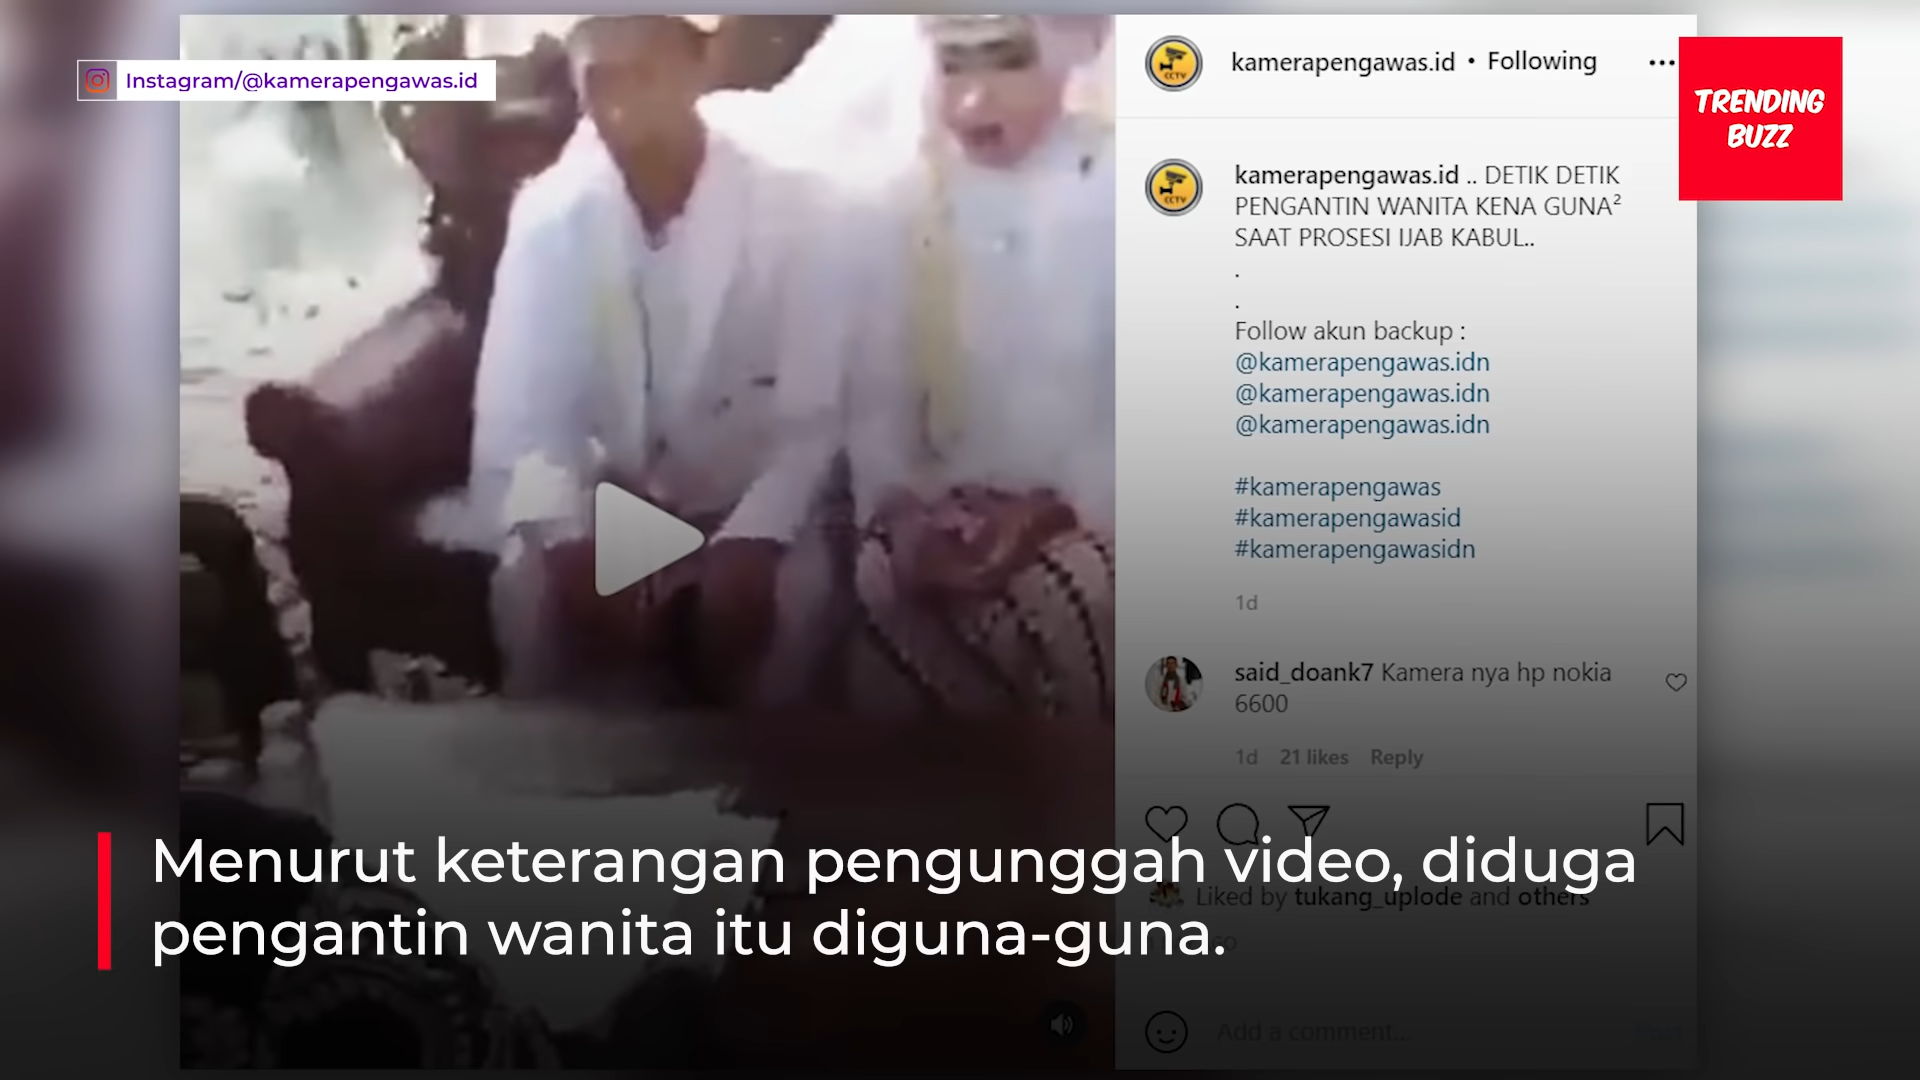 Instagram/@kamerapengawas.id
kamerapengawas.id • Following
TRENDING
BUZZ
kamerapengawas.id .. DETIK DETIK
PENGANTIN WANITA KENA GUNA²
SAAT PROSESI IJAB KABUL..
.
.
Follow akun backup :
@kamerapengawas.idn
@kamerapengawas.idn
@kamerapengawas.idn
#kamerapengawas
#kamerapengawasid
#kamerapengawasidn
1d
said_doank7 Kamera nya hp nokia
6600
1d 21 likes Reply
Menurut keterangan pengunggah video, diduga
pengantin wanita itu diguna-guna.
Liked by tukang_uplode and others
Add a comment...
Post
CCTV
CCTV